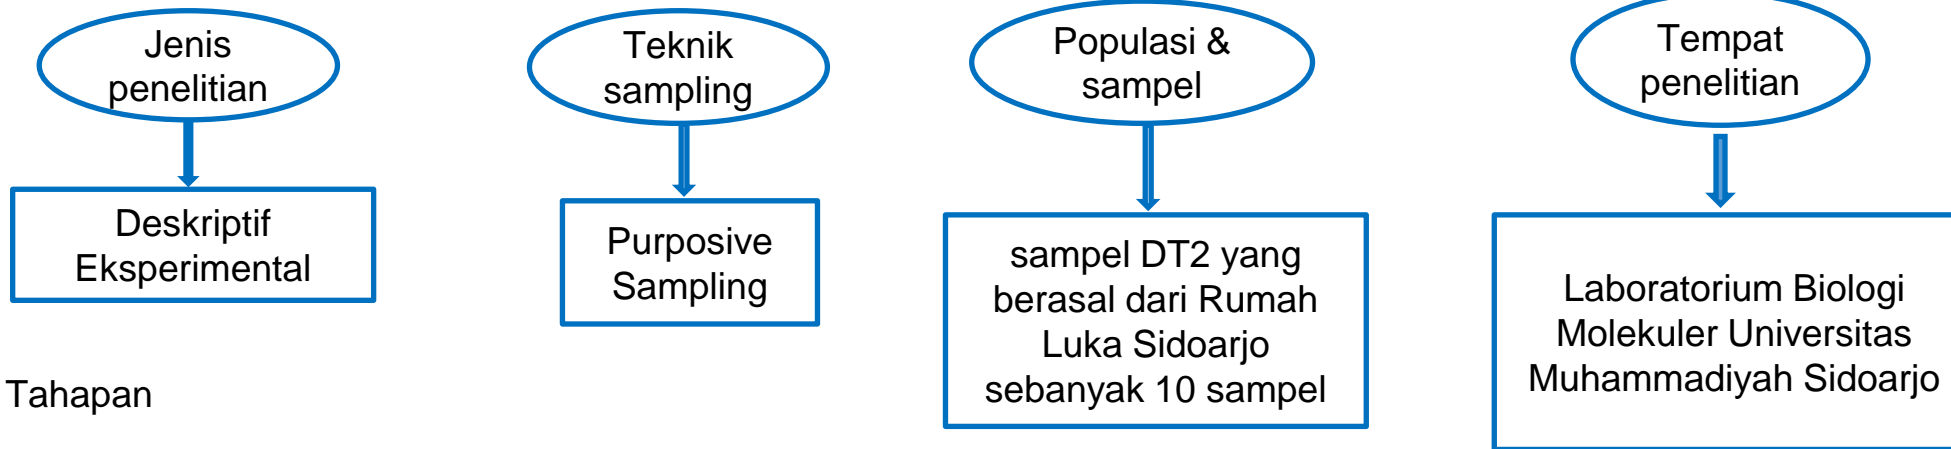 Jenis
penelitian
Deskriptif
Eksperimental
Teknik
sampling
Purposive
Sampling
Populasi &
sampel
sampel DT2 yang
berasal dari Rumah
Luka Sidoarjo
sebanyak 10 sampel
Tempat
penelitian
Laboratorium Biologi
Molekuler Universitas
Muhammadiyah Sidoarjo
Tahapan